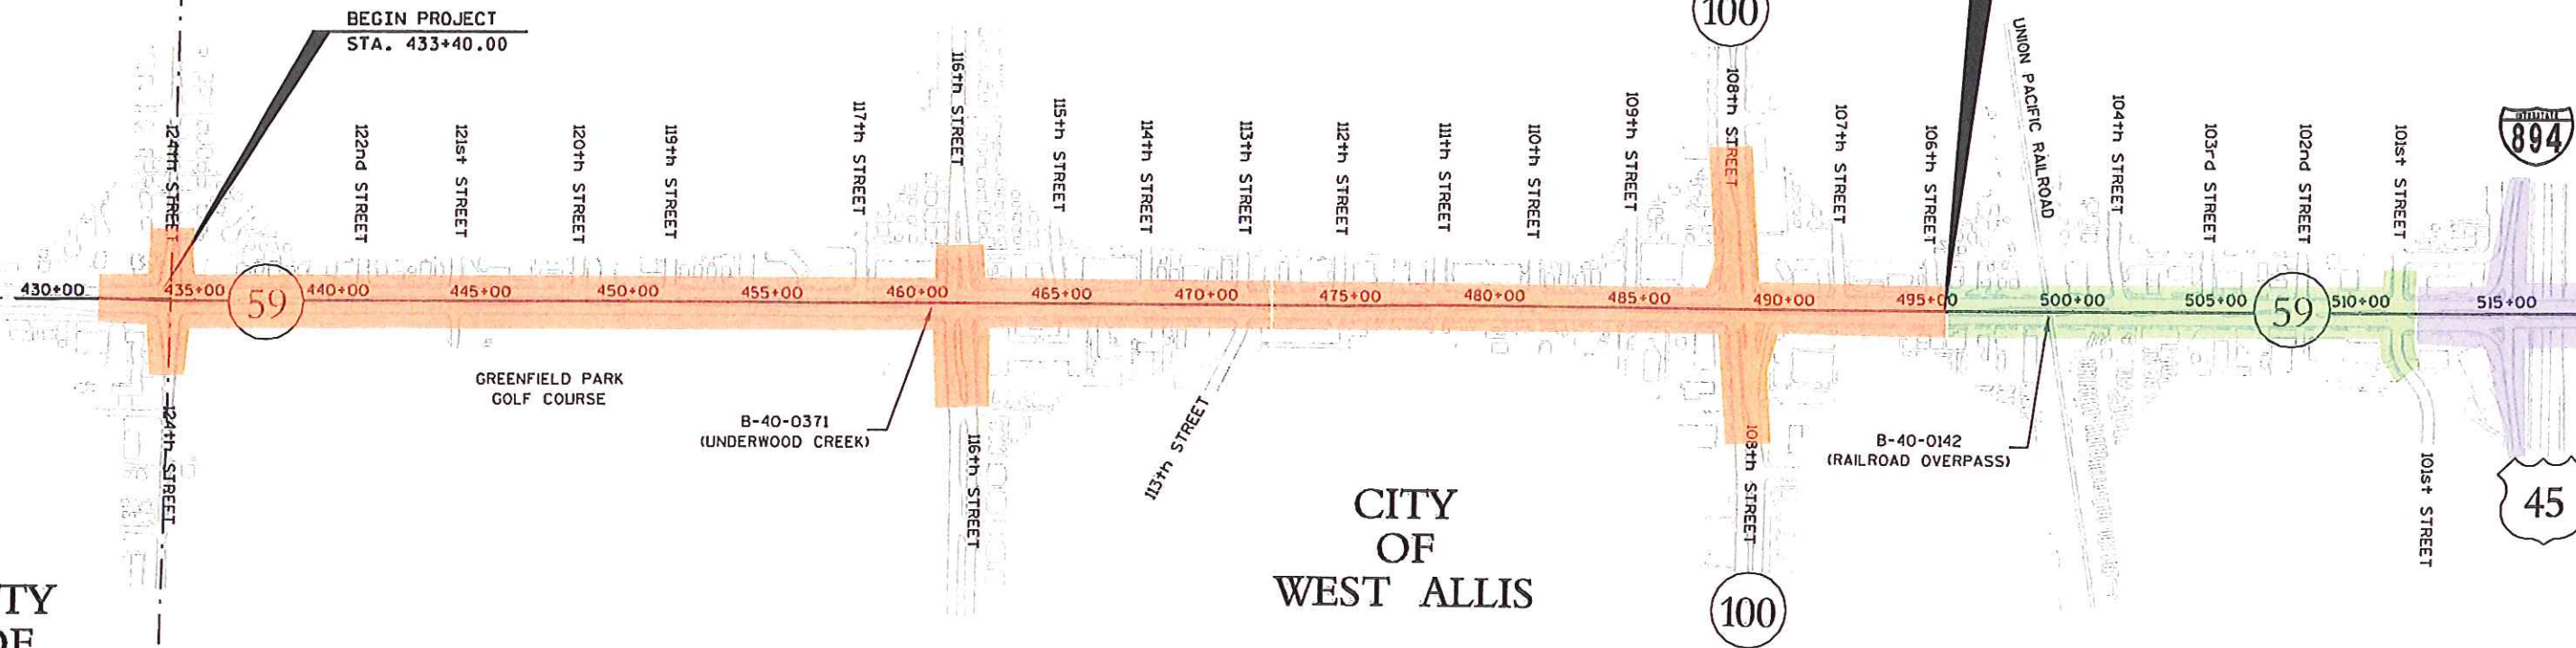 BEGIN PROJECT
STA. 433+40.00
100
INTERSTATE
894
124th STREET
122nd STREET
121st STREET
120th STREET
119th STREET
117th STREET
116th STREET
115th STREET
114th STREET
113th STREET
112th STREET
111th STREET
110th STREET
109th STREET
108th STREET
107th STREET
106th STREET
UNION PACIFIC RAILROAD
104th STREET
103rd STREET
102nd STREET
101st STREET
430+00 435+00 59 440+00 445+00 450+00 455+00 460+00 465+00 470+00 475+00 480+00 485+00 490+00 495+00 500+00 505+00 59 510+00 515+00
GREENFIELD PARK
GOLF COURSE
B-40-0371
(UNDERWOOD CREEK)
B-40-0142
(RAILROAD OVERPASS)
124th STREET
116th STREET
113th STREET
108th STREET
101st STREET
45
CITY
OF
WEST ALLIS
100
TY
OF